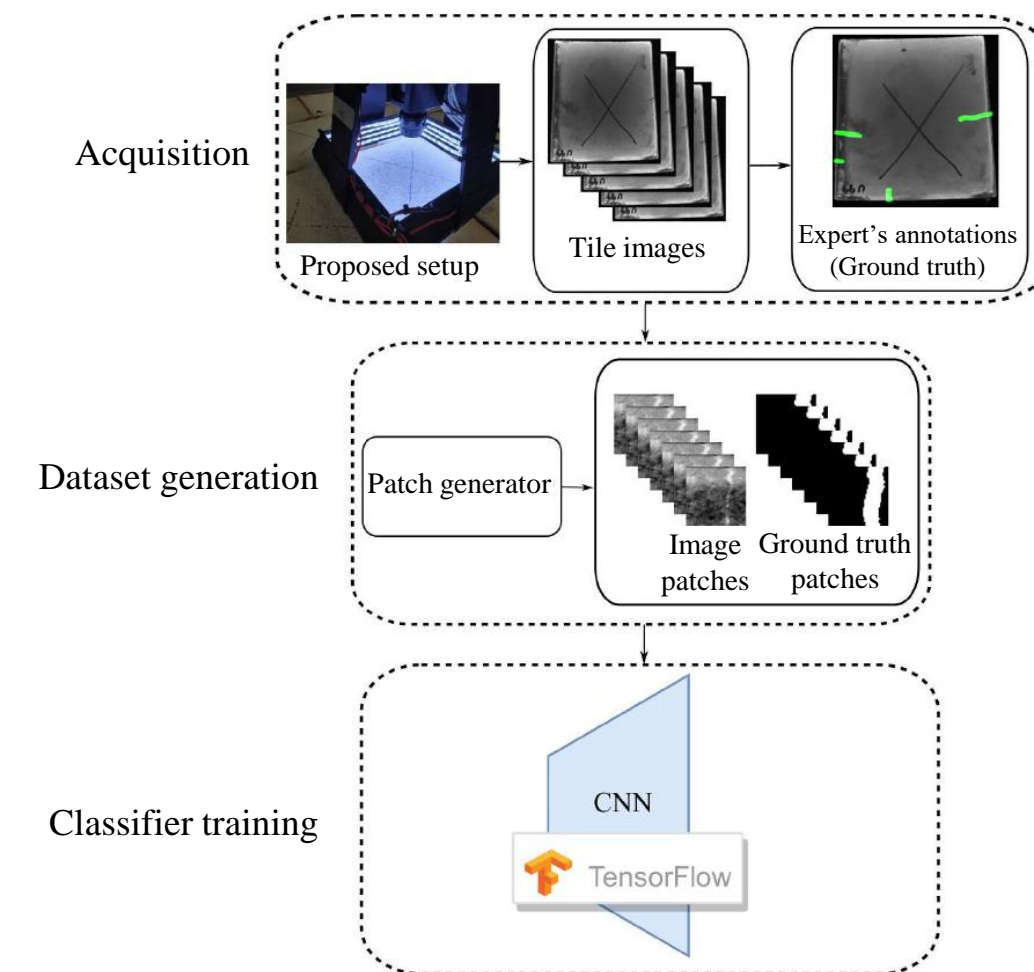 Acquisition
Proposed setup
Tile images
Expert's annotations
(Ground truth)
Dataset generation
Patch generator
Image
patches
Ground truth
patches
Classifier training
CNN
TensorFlow